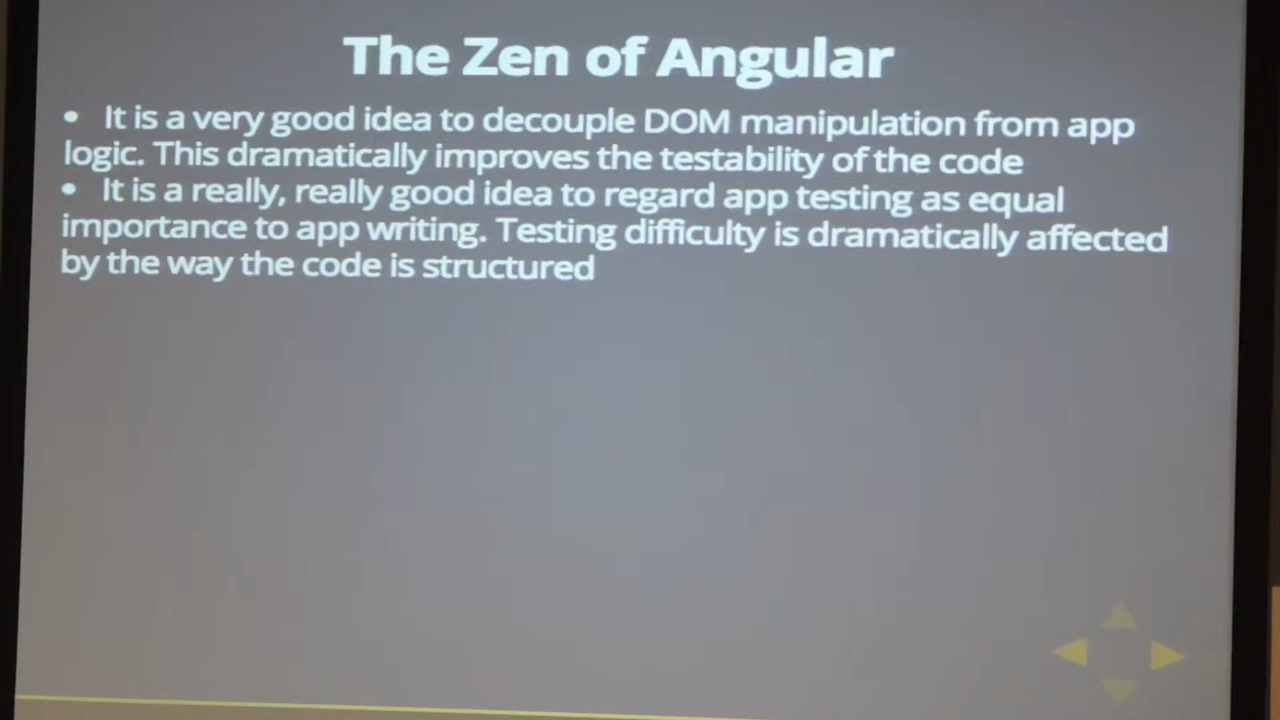 The Zen of Angular
• It is a very good idea to decouple DOM manipulation from app
logic. This dramatically improves the testability of the code
• It is a really, really good idea to regard app testing as equal
importance to app writing. Testing difficulty is dramatically affected
by the way the code is structured